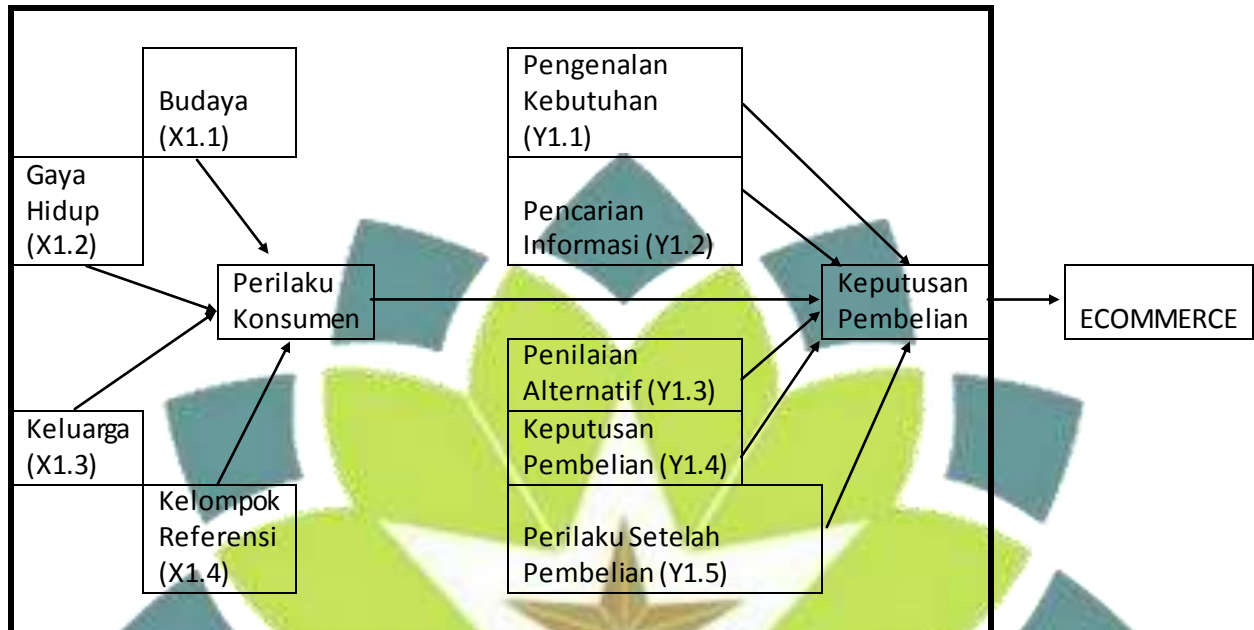 Budaya
(X1.1)
Gaya
Hidup
(X1.2)
Perilaku
Konsumen
Keluarga
(X1.3)
Kelompok
Referensi
(X1.4)
Pengenalan
Kebutuhan
(Y1.1)
Pencarian
Informasi (Y1.2)
Penilaian
Alternatif (Y1.3)
Keputusan
Pembelian (Y1.4)
Perilaku Setelah
Pembelian (Y1.5)
Keputusan
Pembelian
ECOMMERCE